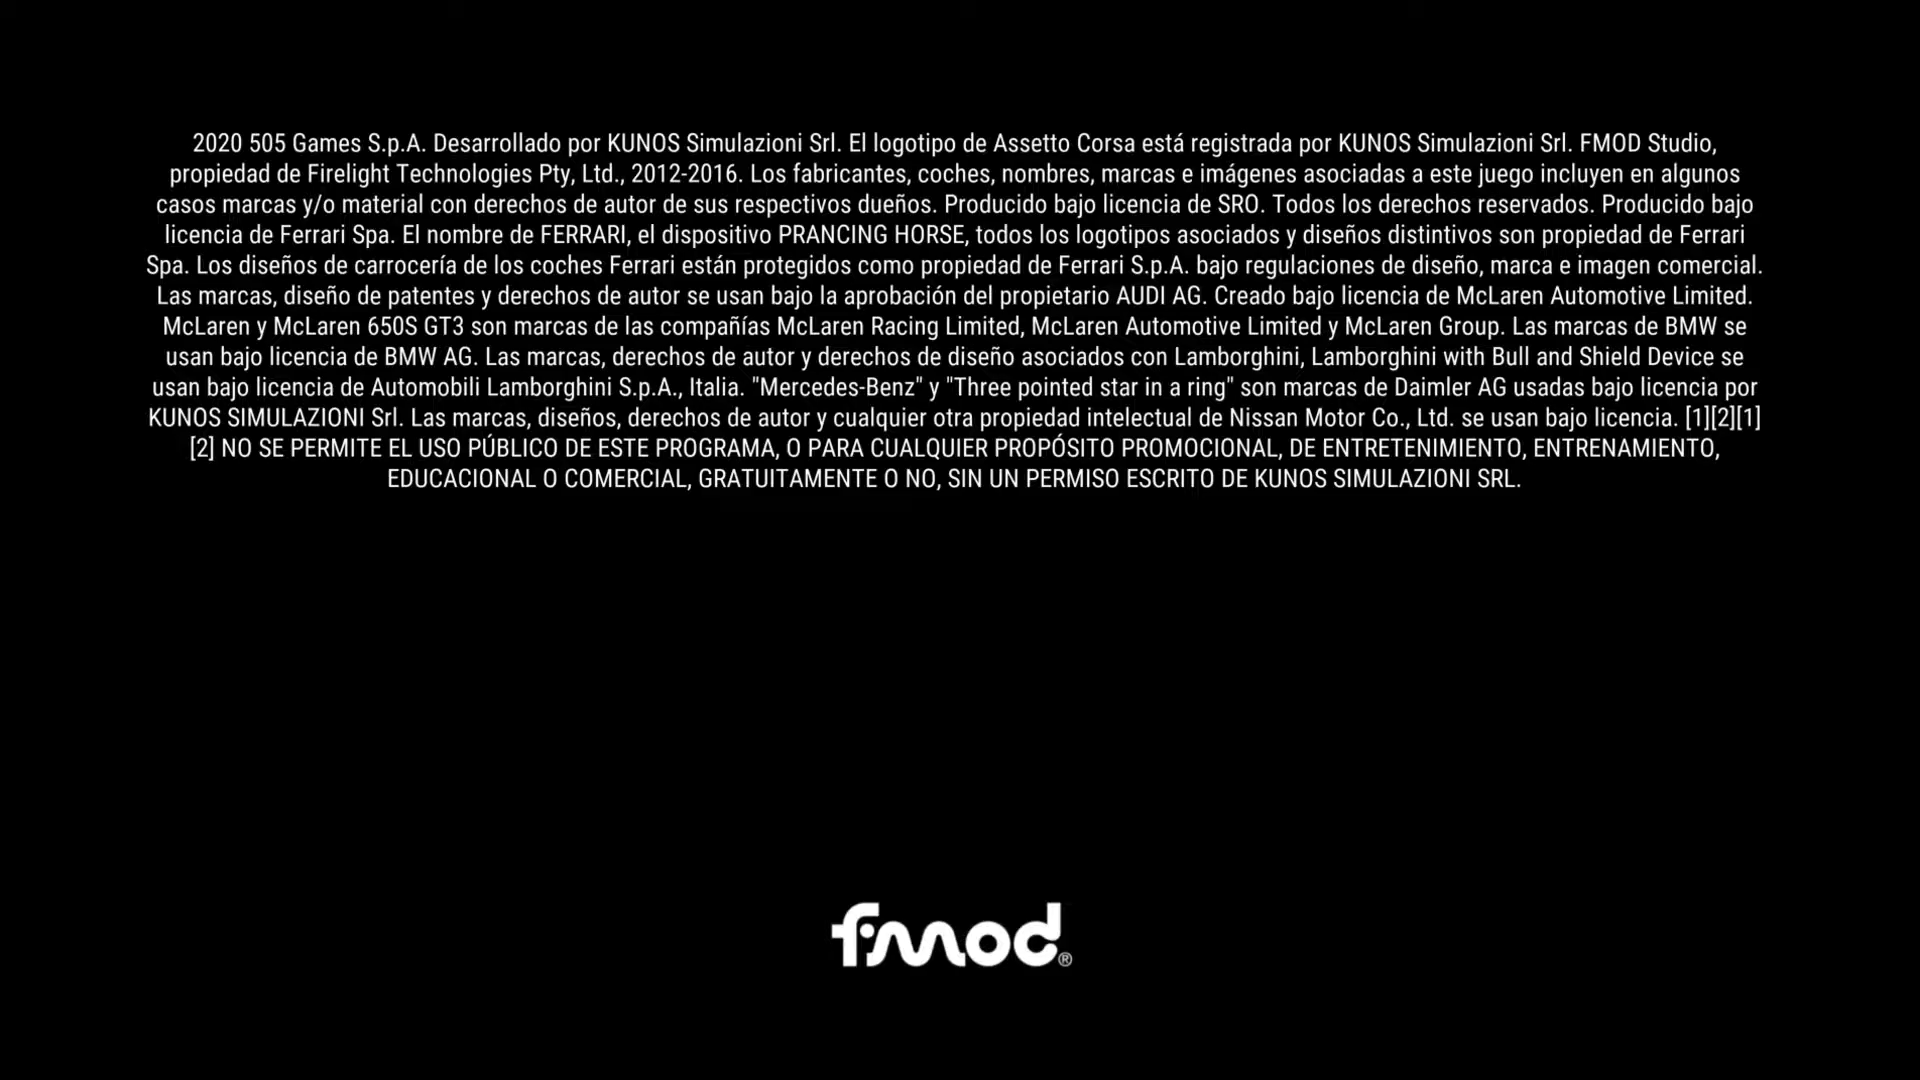 2020 505 Games S.p.A. Desarrollado por KUNOS Simulazioni Srl. El logotipo de Assetto Corsa está registrada por KUNOS Simulazioni Srl. FMOD Studio,
propiedad de Firelight Technologies Pty, Ltd., 2012-2016. Los fabricantes, coches, nombres, marcas e imágenes asociadas a este juego incluyen en algunos
casos marcas y/o material con derechos de autor de sus respectivos dueños. Producido bajo licencia de SRO. Todos los derechos reservados. Producido bajo
licencia de Ferrari Spa. El nombre de FERRARI, el dispositivo PRANCING HORSE, todos los logotipos asociados y diseños distintivos son propiedad de Ferrari
Spa. Los diseños de carrocería de los coches Ferrari están protegidos como propiedad de Ferrari S.p.A. bajo regulaciones de diseño, marca e imagen comercial.
Las marcas, diseño de patentes y derechos de autor se usan bajo la aprobación del propietario AUDI AG. Creado bajo licencia de McLaren Automotive Limited.
McLaren y McLaren 650S GT3 son marcas de las compañías McLaren Racing Limited, McLaren Automotive Limited y McLaren Group. Las marcas de BMW se
usan bajo licencia de BMW AG. Las marcas, derechos de autor y derechos de diseño asociados con Lamborghini, Lamborghini with Bull and Shield Device se
usan bajo licencia de Automobili Lamborghini S.p.A., Italia. "Mercedes-Benz" y "Three pointed star in a ring" son marcas de Daimler AG usadas bajo licencia por
KUNOS SIMULAZIONI Srl. Las marcas, diseños, derechos de autor y cualquier otra propiedad intelectual de Nissan Motor Co., Ltd. se usan bajo licencia. [1][2][1]
[2] NO SE PERMITE EL USO PÚBLICO DE ESTE PROGRAMA, O PARA CUALQUIER PROPÓSITO PROMOCIONAL, DE ENTRETENIMIENTO, ENTRENAMIENTO,
EDUCACIONAL O COMERCIAL, GRATUITAMENTE O NO, SIN UN PERMISO ESCRITO DE KUNOS SIMULAZIONI SRL.
fmod®